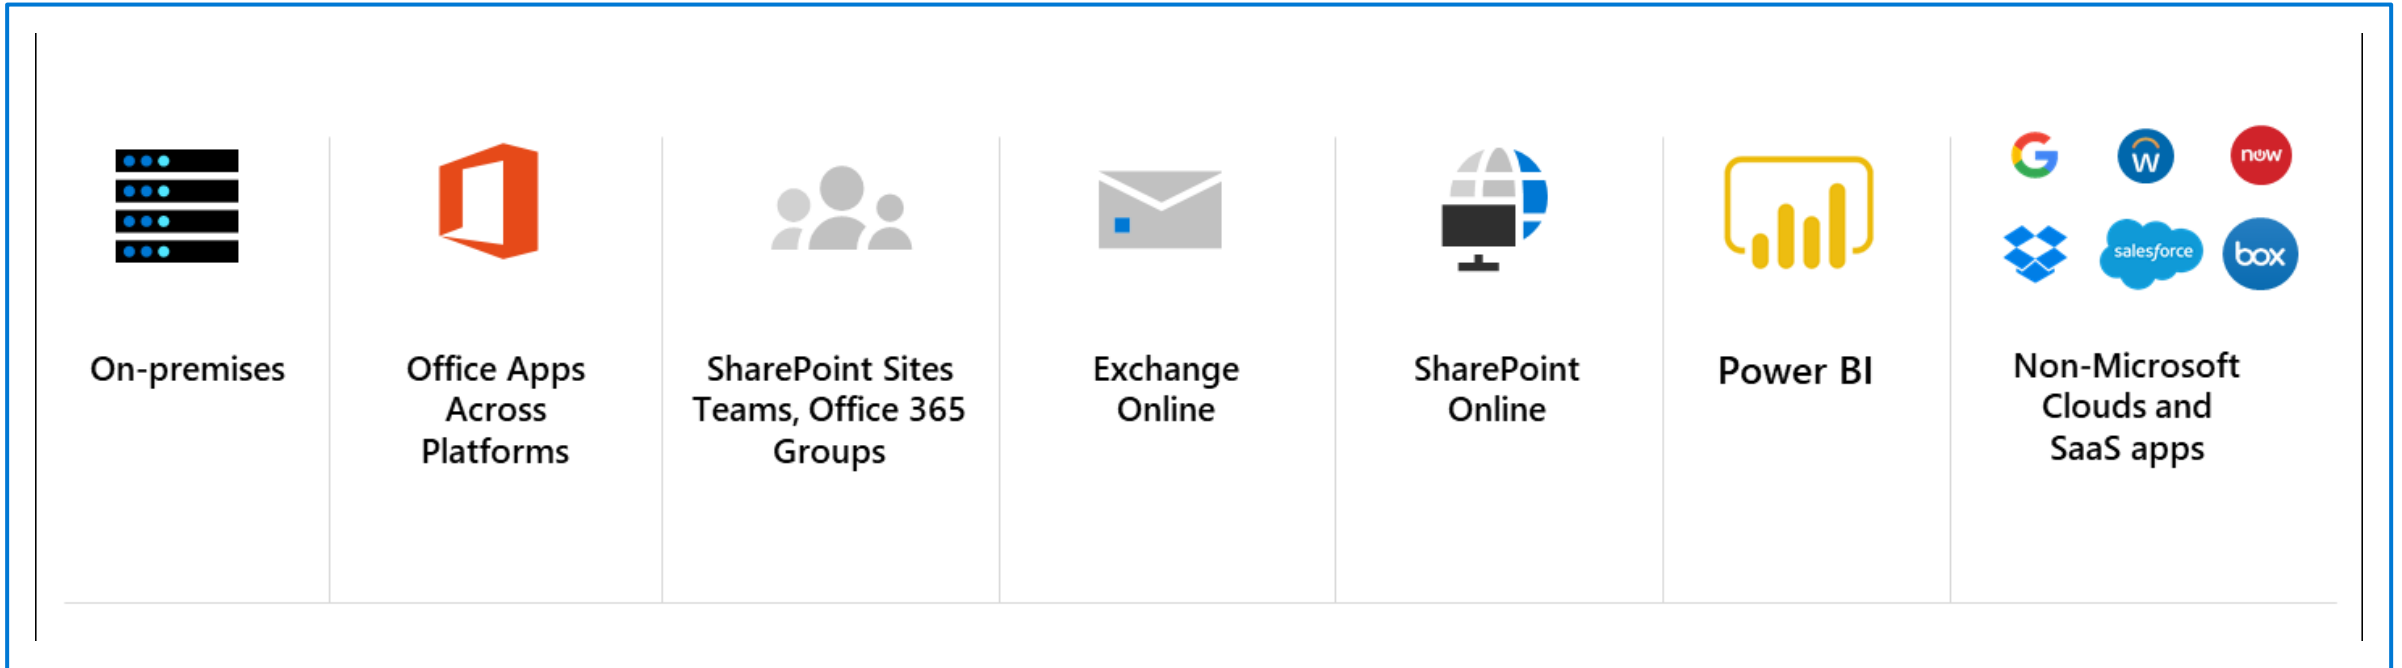 now
salesforce
box
On-premises
Office Apps
Across
Platforms
SharePoint Sites
Teams, Office 365
Groups
Exchange
Online
SharePoint
Online
Power BI
Non-Microsoft
Clouds and
SaaS apps